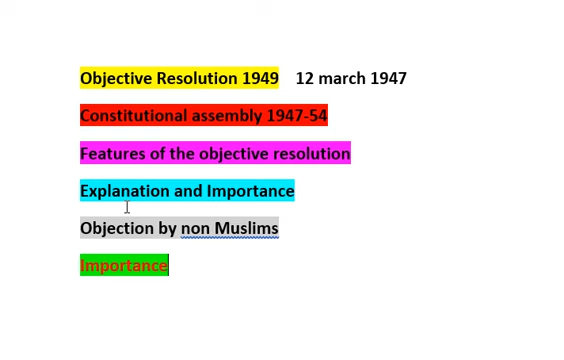 Objective Resolution 1949 12 march 1947
Constitutional assembly 1947-54
Features of the objective resolution
Explanation and Importance
Objection by non Muslims
Importance